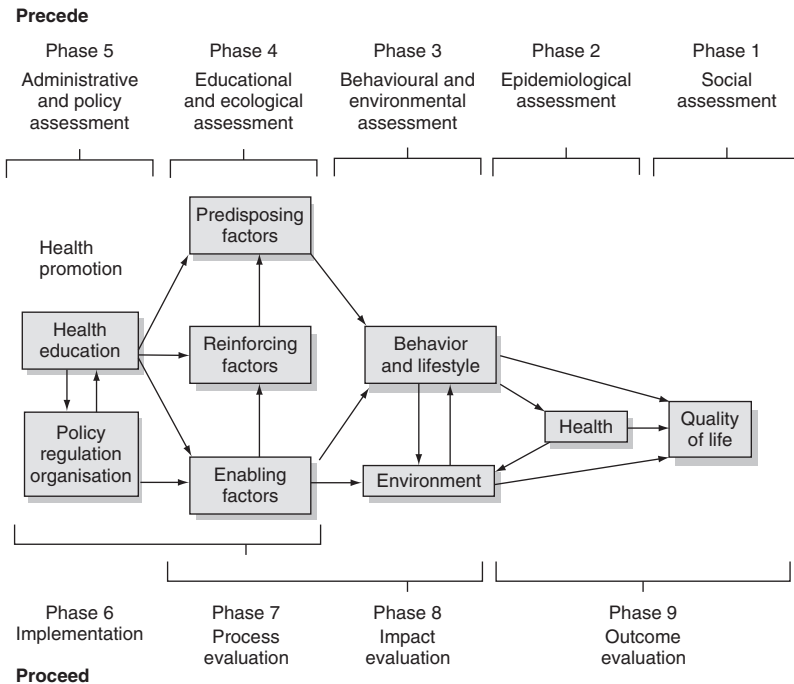 Precede
Phase 5
Administrative
and policy
assessment
Phase 4
Educational
and ecological
assessment
Phase 3
Behavioural and
environmental
assessment
Phase 2
Epidemiological
assessment
Phase 1
Social
assessment
Health
promotion
Predisposing
factors
Health
education
Reinforcing
factors
Behavior
and lifestyle
Policy
regulation
organisation
Enabling
factors
Environment
Health
Quality
of life
Phase 6
Implementation
Phase 7
Process
evaluation
Phase 8
Impact
evaluation
Phase 9
Outcome
evaluation
Proceed